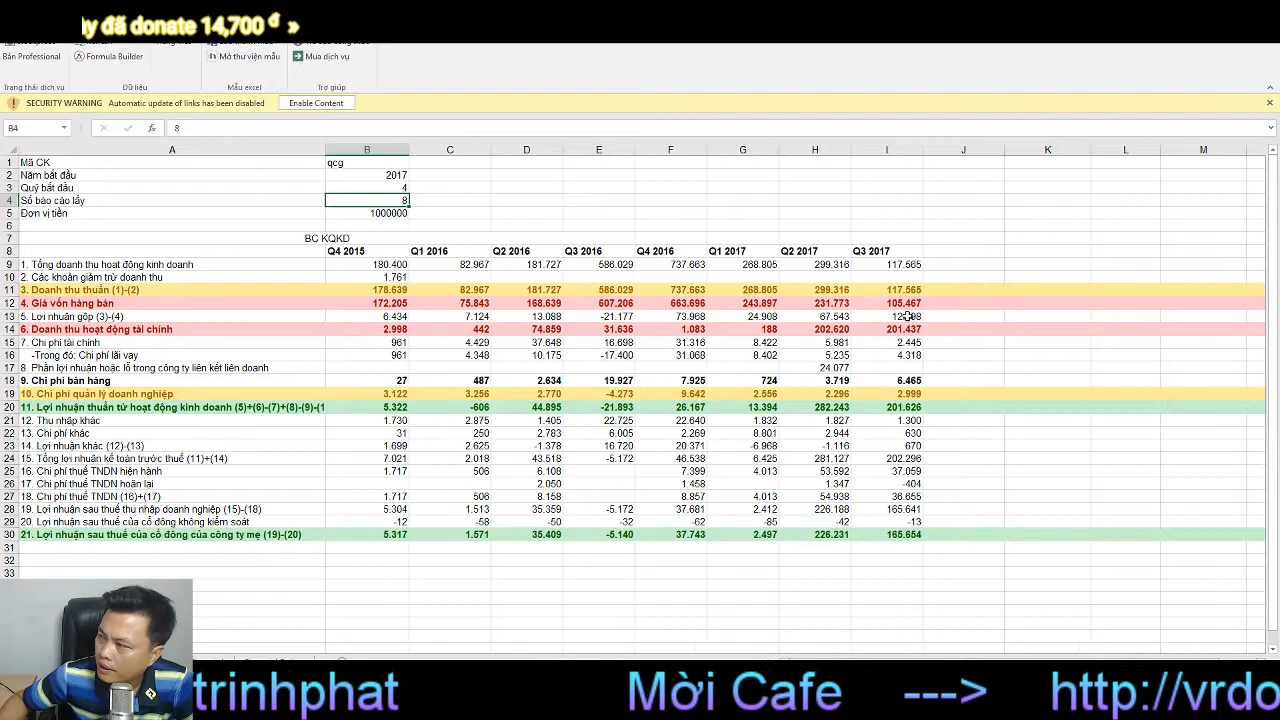 y đã donate 14,700 ₫ »
Bản Professional
Formula Builder
Mở thư viện mẫu
Mua dịch vụ
Trạng thái dịch vụ
Dữ liệu
Mẫu excel
Trợ giúp
SECURITY WARNING Automatic update of links has been disabled Enable Content
B4 fx 8
A B C D E F G H I J K L M
1 Mã CK qcg
2 Năm bắt đầu 2017
3 Quý bắt đầu 4
4 Số báo cáo lấy 8
5 Đơn vị tiền 1000000
6
7 BC KQKD
8 Q4 2015 Q1 2016 Q2 2016 Q3 2016 Q4 2016 Q1 2017 Q2 2017 Q3 2017
9 1. Tổng doanh thu hoạt động kinh doanh 180.400 82.967 181.727 586.029 737.663 268.805 299.316 117.565
10 2. Các khoản giảm trừ doanh thu 1.761
11 3. Doanh thu thuần (1)-(2) 178.639 82.967 181.727 586.029 737.663 268.805 299.316 117.565
12 4. Giá vốn hàng bán 172.205 75.843 168.639 607.206 663.696 243.897 231.773 105.467
13 5. Lợi nhuận gộp (3)-(4) 6.434 7.124 13.088 -21.177 73.968 24.908 67.543
14 6. Doanh thu hoạt động tài chính 2.998 442 74.859 31.636 1.083 188 202.620 201.437
15 7. Chi phí tài chính 961 4.429 37.648 16.698 31.318 8.422 5.981 2.445
16 -Trong đó: Chi phí lãi vay 961 4.348 10.175 -17.400 31.068 8.402 5.235 4.318
17 8. Phần lợi nhuận hoặc lỗ trong công ty liên kết liên doanh 24.077
18 9. Chi phí bán hàng 27 487 2.634 19.927 7.925 724 3.719 6.465
19 10. Chi phí quản lý doanh nghiệp 3.122 3.256 2.770 -4.273 9.642 2.556 2.296 2.999
20 11. Lợi nhuận thuần từ hoạt động kinh doanh (5)+(6)-(7)+(8)-(9)-(1 5.322 -606 44.895 -21.893 26.167 13.394 282.243 201.626
21 12. Thu nhập khác 1.730 2.875 1.405 22.725 22.640 1.832 1.827 1.300
22 13. Chi phí khác 31 250 2.783 6.005 2.269 8.801 2.944 630
23 14. Lợi nhuận khác (12)-(13) 1.699 2.625 -1.378 16.720 20.371 -6.968 -1.116 670
24 15. Tổng lợi nhuận kế toán trước thuế (11)+(14) 7.021 2.018 43.518 -5.172 46.538 6.425 281.127 202.296
25 16. Chi phí thuế TNDN hiện hành 1.717 506 6.108 7.399 4.013 53.592 37.059
26 17. Chi phí thuế TNDN hoãn lại 2.050 1.458 1.347 -404
27 18. Chi phí thuế TNDN (16)+(17) 1.717 506 8.158 8.857 4.013 54.938 36.655
28 19. Lợi nhuận sau thuế thu nhập doanh nghiệp (15)-(18) 5.304 1.513 35.359 -5.172 37.681 2.412 226.188 165.641
29 20. Lợi nhuận sau thuế của cổ đông không kiểm soát -12 -58 -50 -32 -62 -85 -42 -13
30 21. Lợi nhuận sau thuế của cổ đông của công ty mẹ (19)-(20) 5.317 1.571 35.409 -5.140 37.743 2.497 226.231 165.654
31
32
33
trinhphat Mời Cafe ---> http://vrdo